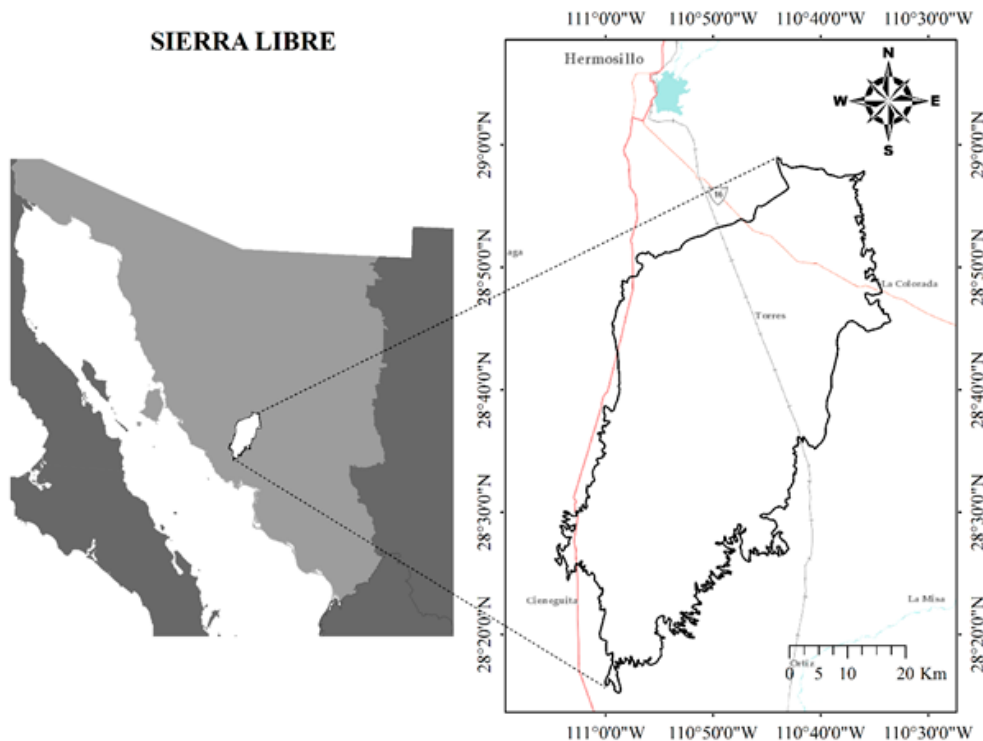 SIERRA LIBRE
111°0'0"W 110°50'0"W 110°40'0"W 110°30'0"W
Hermosillo
N
W E
S
29°0'0"N 29°0'0"N
16
aga
28°50'0"N 28°50'0"N
La Colorada
Torres
28°40'0"N 28°40'0"N
28°30'0"N 28°30'0"N
Cieneguita
La Misa
28°20'0"N 28°20'0"N
Ortiz
0 5 10 20 Km
111°0'0"W 110°50'0"W 110°40'0"W 110°30'0"W